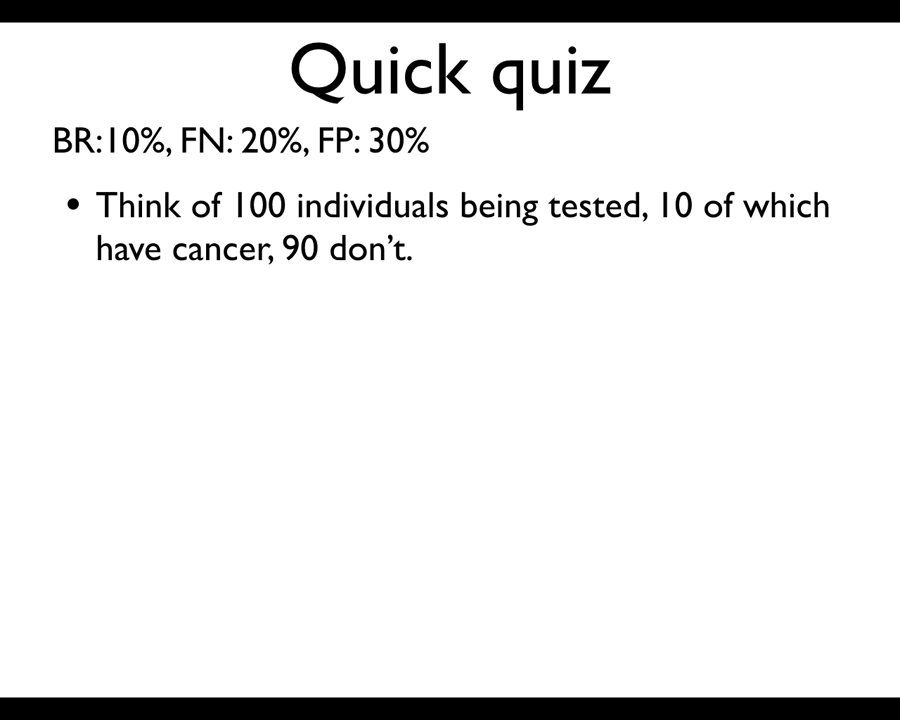 Quick quiz
BR:10%, FN: 20%, FP: 30%
• Think of 100 individuals being tested, 10 of which
have cancer, 90 don’t.